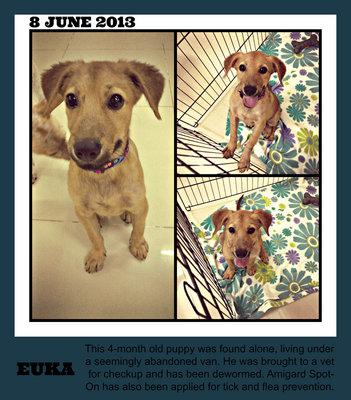 8 JUNE 2013
EUKA
This 4-month old puppy was found alone, living under
a seemingly abandoned van. He was brought to a vet
for checkup and has been dewormed. Amigard Spot-
On has also been applied for tick and flea prevention.